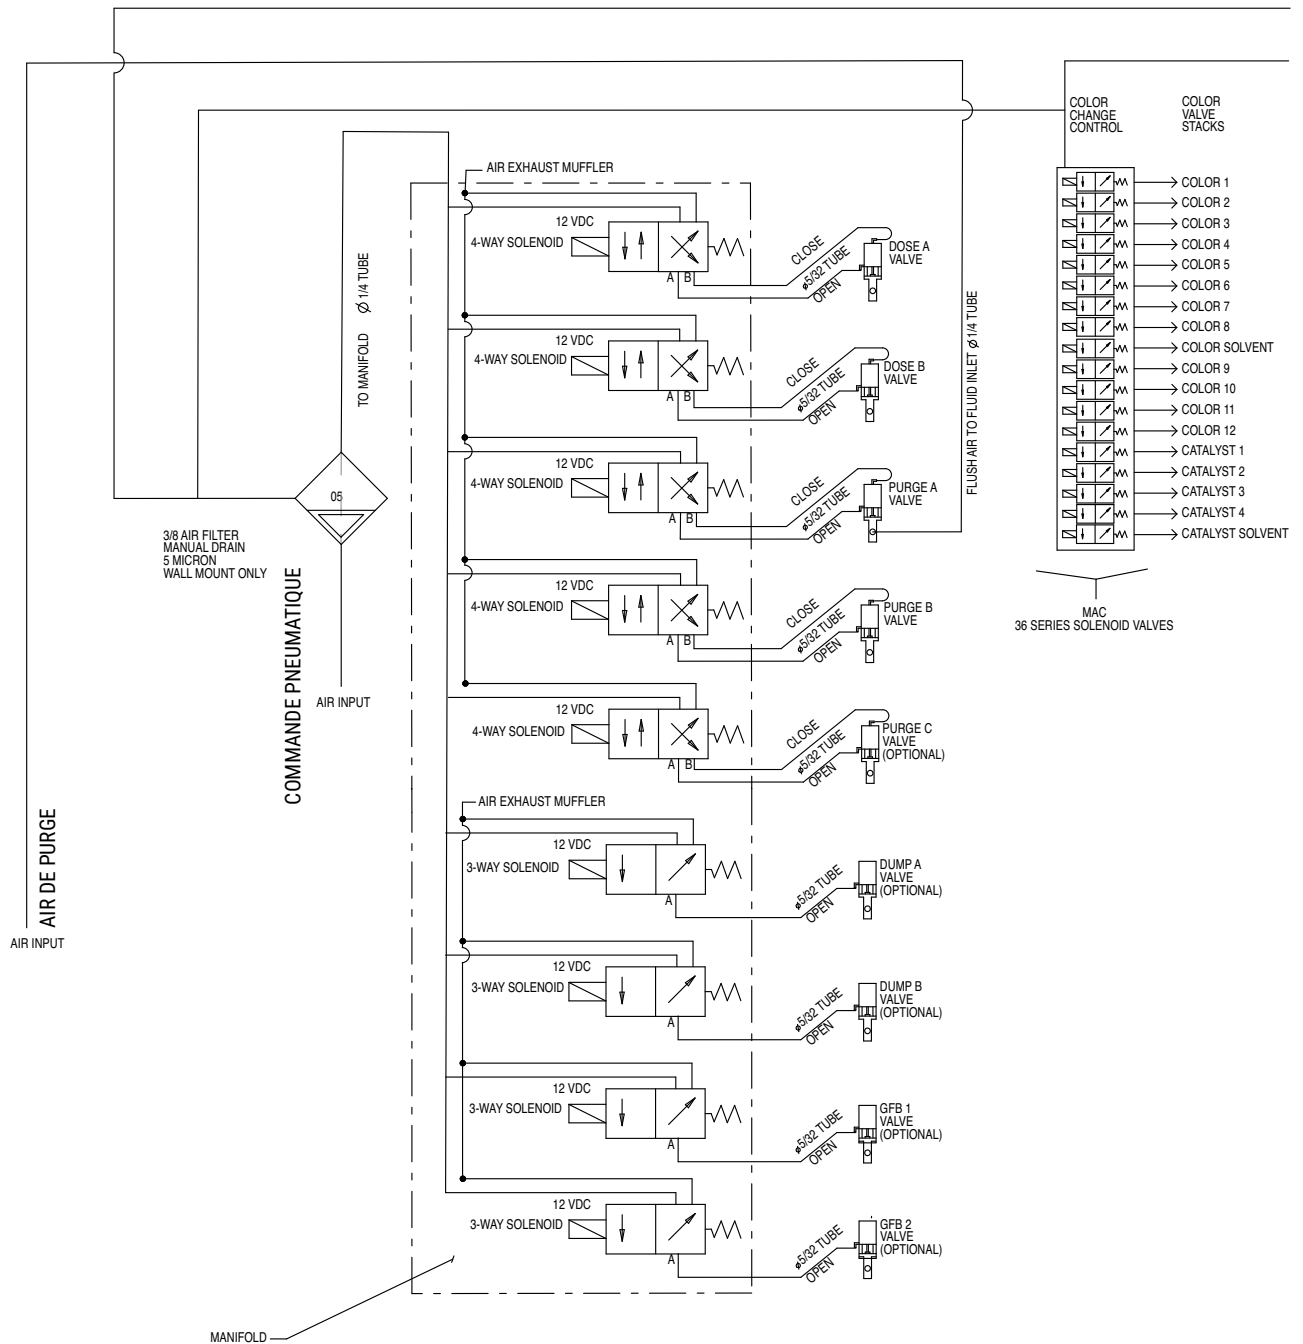 COLOR
CHANGE
CONTROL
COLOR
VALVE
STACKS
COLOR 1
COLOR 2
COLOR 3
COLOR 4
COLOR 5
COLOR 6
COLOR 7
COLOR 8
COLOR SOLVENT
COLOR 9
COLOR 10
COLOR 11
COLOR 12
CATALYST 1
CATALYST 2
CATALYST 3
CATALYST 4
CATALYST SOLVENT
MAC
36 SERIES SOLENOID VALVES
AIR EXHAUST MUFFLER
12 VDC
4-WAY SOLENOID
A B
CLOSE
ø5/32 TUBE
OPEN
DOSE A
VALVE
12 VDC
4-WAY SOLENOID
A B
CLOSE
ø5/32 TUBE
OPEN
DOSE B
VALVE
12 VDC
4-WAY SOLENOID
A B
CLOSE
ø5/32 TUBE
OPEN
PURGE A
VALVE
12 VDC
4-WAY SOLENOID
A B
CLOSE
ø5/32 TUBE
OPEN
PURGE B
VALVE
12 VDC
4-WAY SOLENOID
A B
CLOSE
ø5/32 TUBE
OPEN
PURGE C
VALVE
(OPTIONAL)
AIR EXHAUST MUFFLER
12 VDC
3-WAY SOLENOID
A
ø5/32 TUBE
OPEN
DUMP A
VALVE
(OPTIONAL)
12 VDC
3-WAY SOLENOID
A
ø5/32 TUBE
OPEN
DUMP B
VALVE
(OPTIONAL)
12 VDC
3-WAY SOLENOID
A
ø5/32 TUBE
OPEN
GFB 1
VALVE
(OPTIONAL)
12 VDC
3-WAY SOLENOID
A
ø5/32 TUBE
OPEN
GFB 2
VALVE
(OPTIONAL)
FLUSH AIR TO FLUID INLET ø1/4 TUBE
TO MANIFOLD Ø 1/4 TUBE
05
3/8 AIR FILTER
MANUAL DRAIN
5 MICRON
WALL MOUNT ONLY
COMMANDE PNEUMATIQUE
AIR INPUT
AIR DE PURGE
AIR INPUT
MANIFOLD